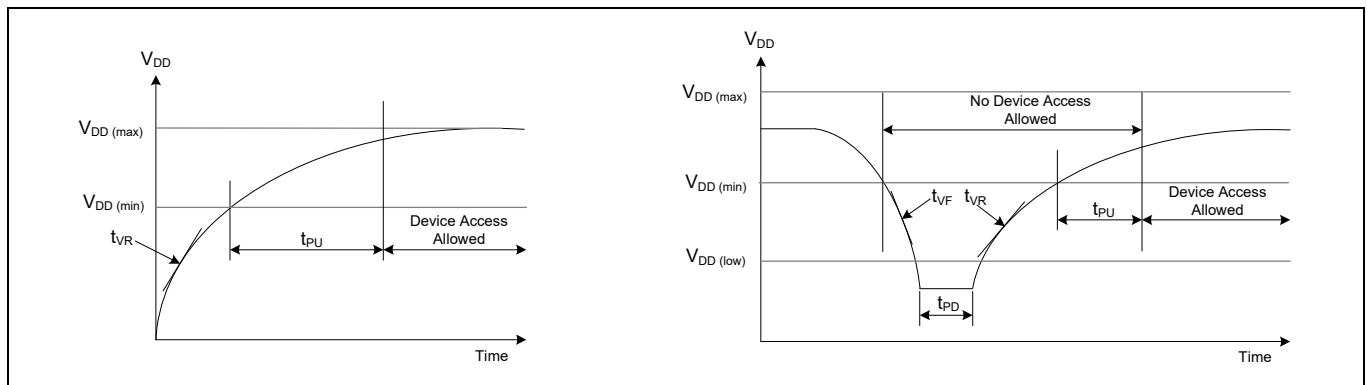 VDD
VDD (max)
VDD (min)
tVR
tPU
Device Access
Allowed
Time
VDD
VDD (max)
No Device Access
Allowed
VDD (min)
tVF
tVR
tPU
Device Access
Allowed
VDD (low)
tPD
Time